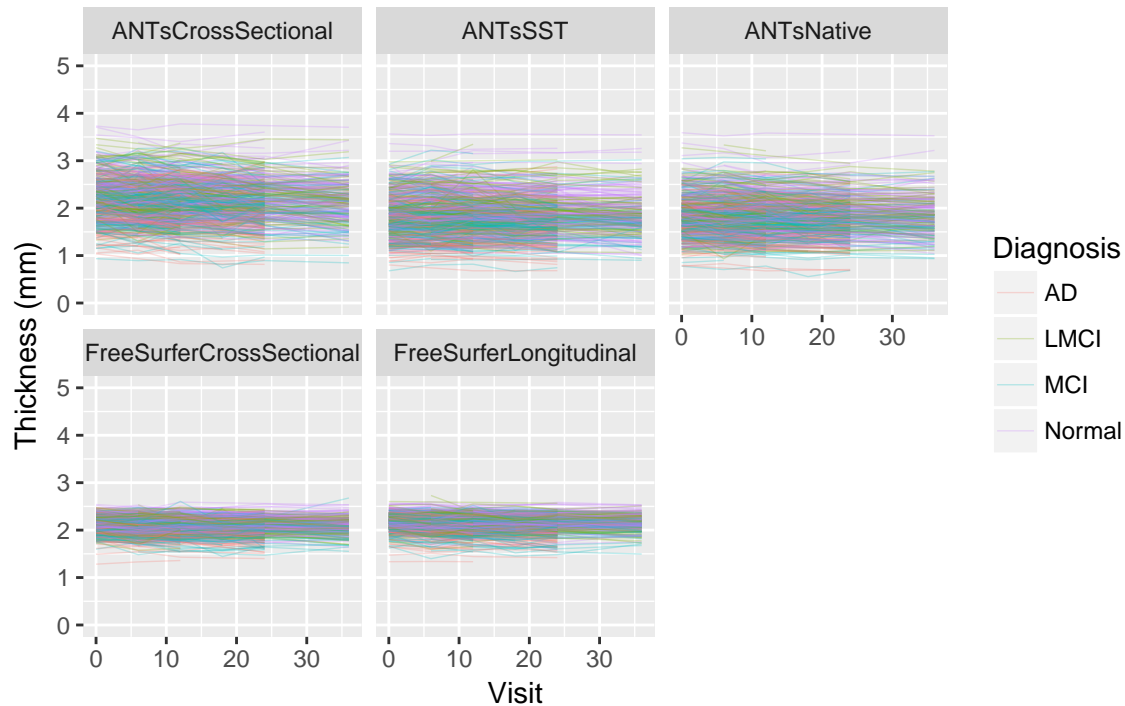 ANTsCrossSectional ANTsSST ANTsNative
5
4
3
2
1
0
0 10 20 30
FreeSurferCrossSectional FreeSurferLongitudinal
5
4
3
2
1
0
0 10 20 30 0 10 20 30
Thickness (mm)
Visit
Diagnosis
AD
LMCI
MCI
Normal